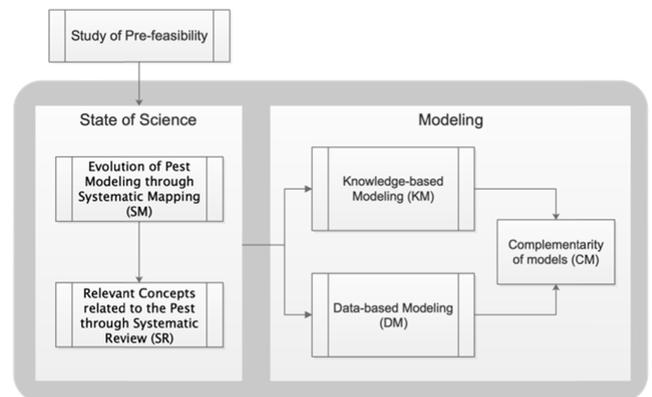 Study of Pre-feasibility
State of Science
Evolution of Pest
Modeling through
Systematic Mapping
(SM)
Relevant Concepts
related to the Pest
through Systematic
Review (SR)
Modeling
Knowledge-based
Modeling (KM)
Data-based Modeling
(DM)
Complementarity
of models (CM)